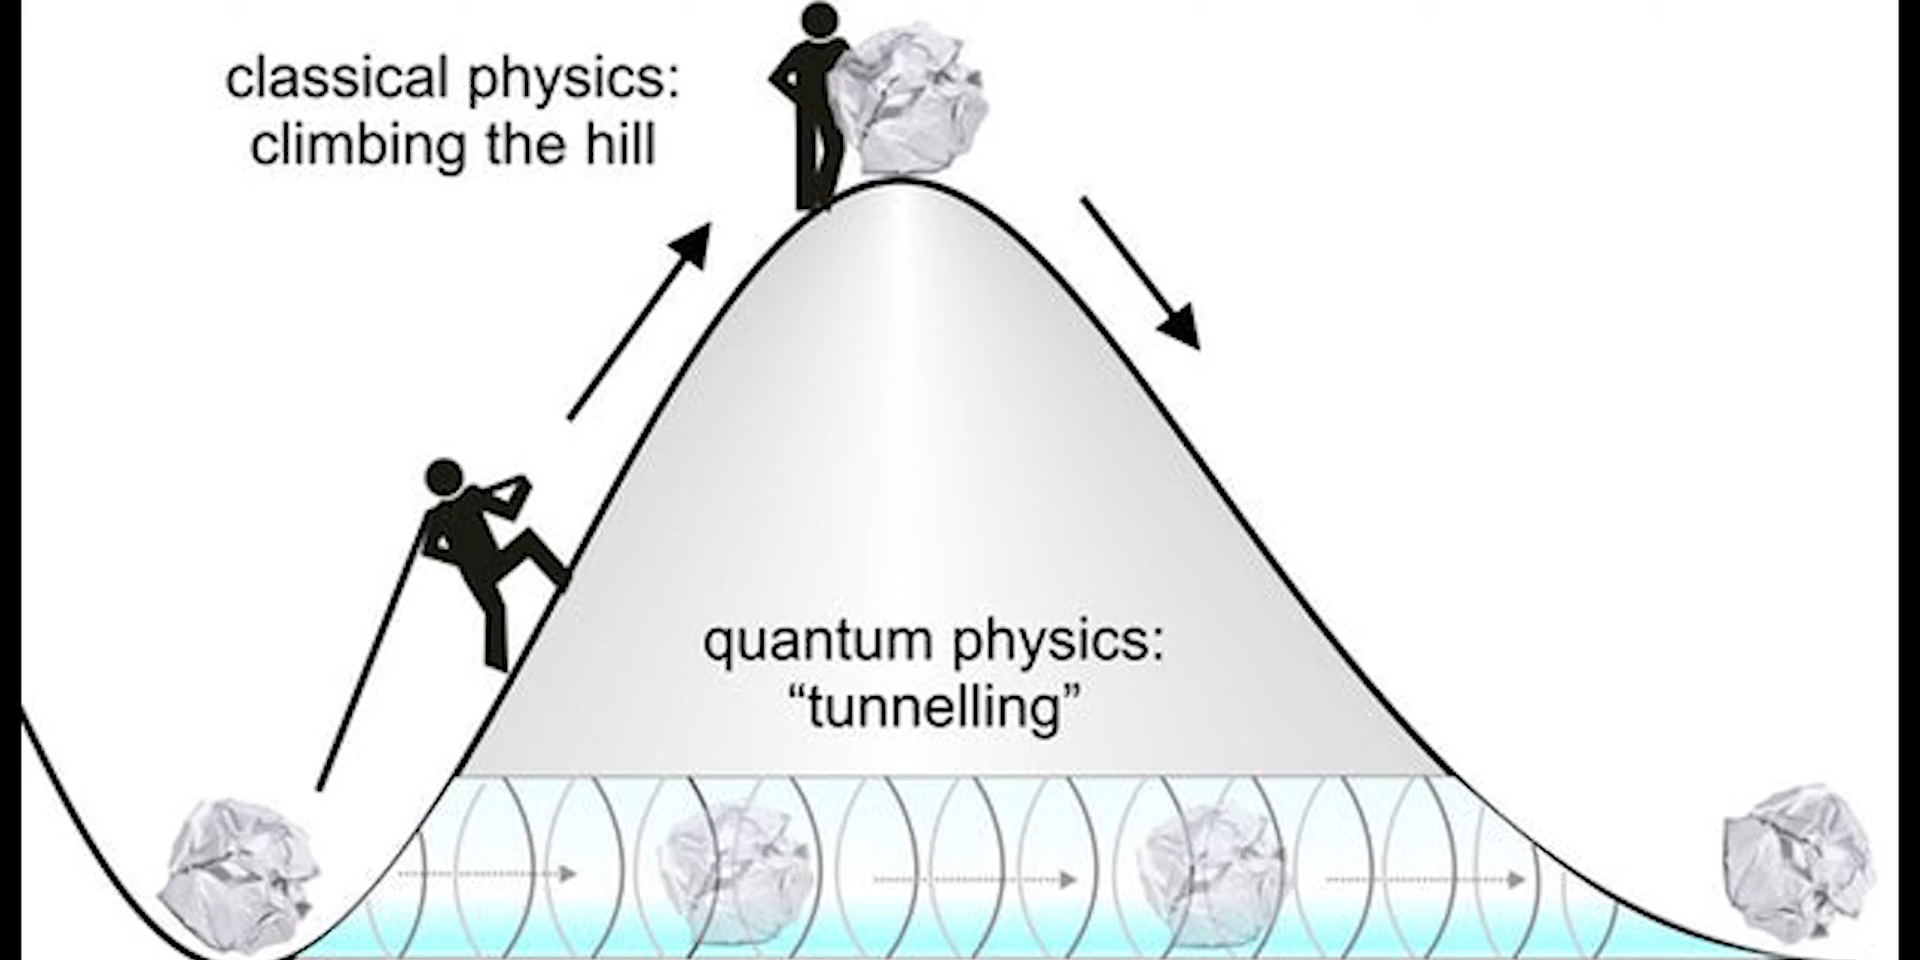 classical physics:
climbing the hill
quantum physics:
“tunnelling”